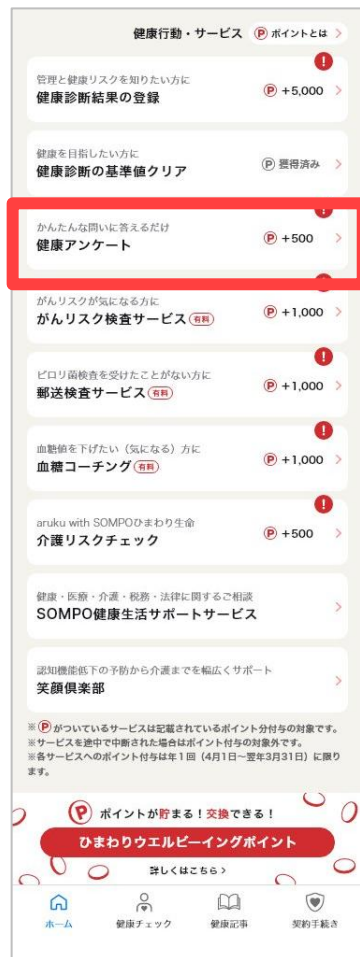 健康行動・サービス Ⓟ ポイントとは >
!
管理と健康リスクを知りたい方に
健康診断結果の登録 Ⓟ +5,000 >
健康を目指したい方に
健康診断の基準値クリア Ⓟ 獲得済み >
かんたんな問いに答えるだけ
健康アンケート Ⓟ +500 >
がんリスクが気になる方に
がんリスク検査サービス 有料 Ⓟ +1,000 >
!
ピロリ菌検査を受けたことがない方に
郵送検査サービス 有料 Ⓟ +1,000 >
!
血糖値を下げたい（気になる）方に
血糖コーチング 有料 Ⓟ +1,000 >
!
aruku with SOMPOひまわり生命
介護リスクチェック Ⓟ +500 >
健康・医療・介護・税務・法律に関するご相談
SOMPO健康生活サポートサービス >
認知機能低下の予防から介護までを幅広くサポート
笑顔倶楽部 >
※Ⓟがついているサービスは記載されているポイント分付与の対象です。
※サービスを途中で中断された場合はポイント付与の対象外です。
※各サービスへのポイント付与は年１回（4月1日～翌年3月31日）に限り
ます。
Ⓟ ポイントが貯まる！交換できる！
ひまわりウエルビーイングポイント
詳しくはこちら >
ホーム 健康チェック 健康記事 契約手続き